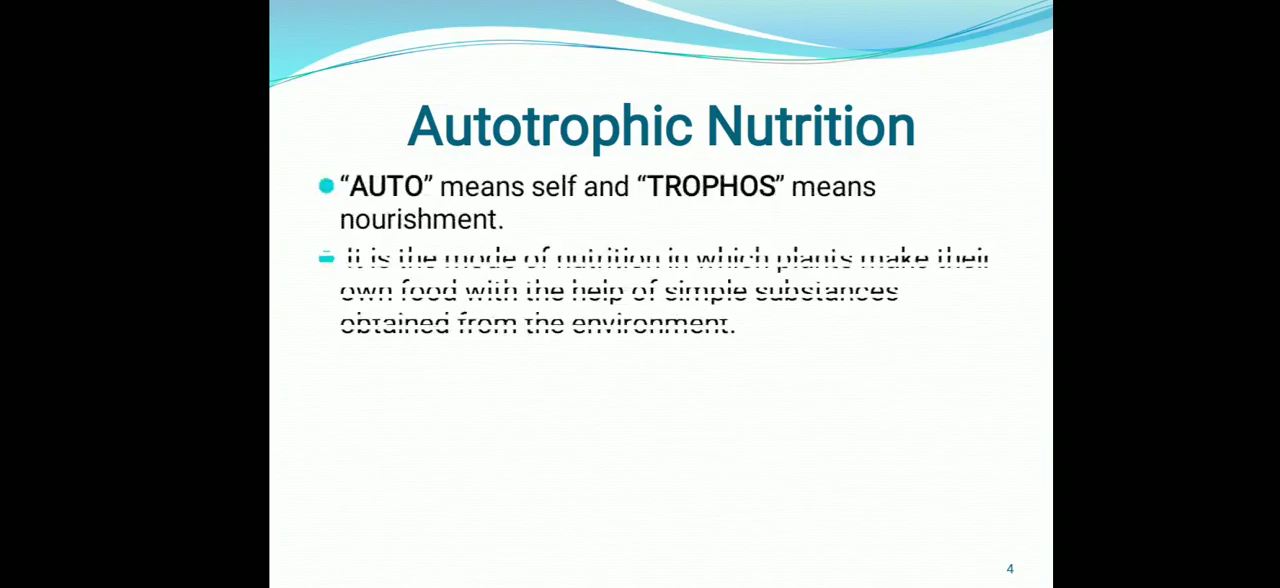 Autotrophic Nutrition
“AUTO” means self and “TROPHOS” means
nourishment.
It is the mode of nutrition in which plants make their
own food with the help of simple substances
obtained from the environment.
4